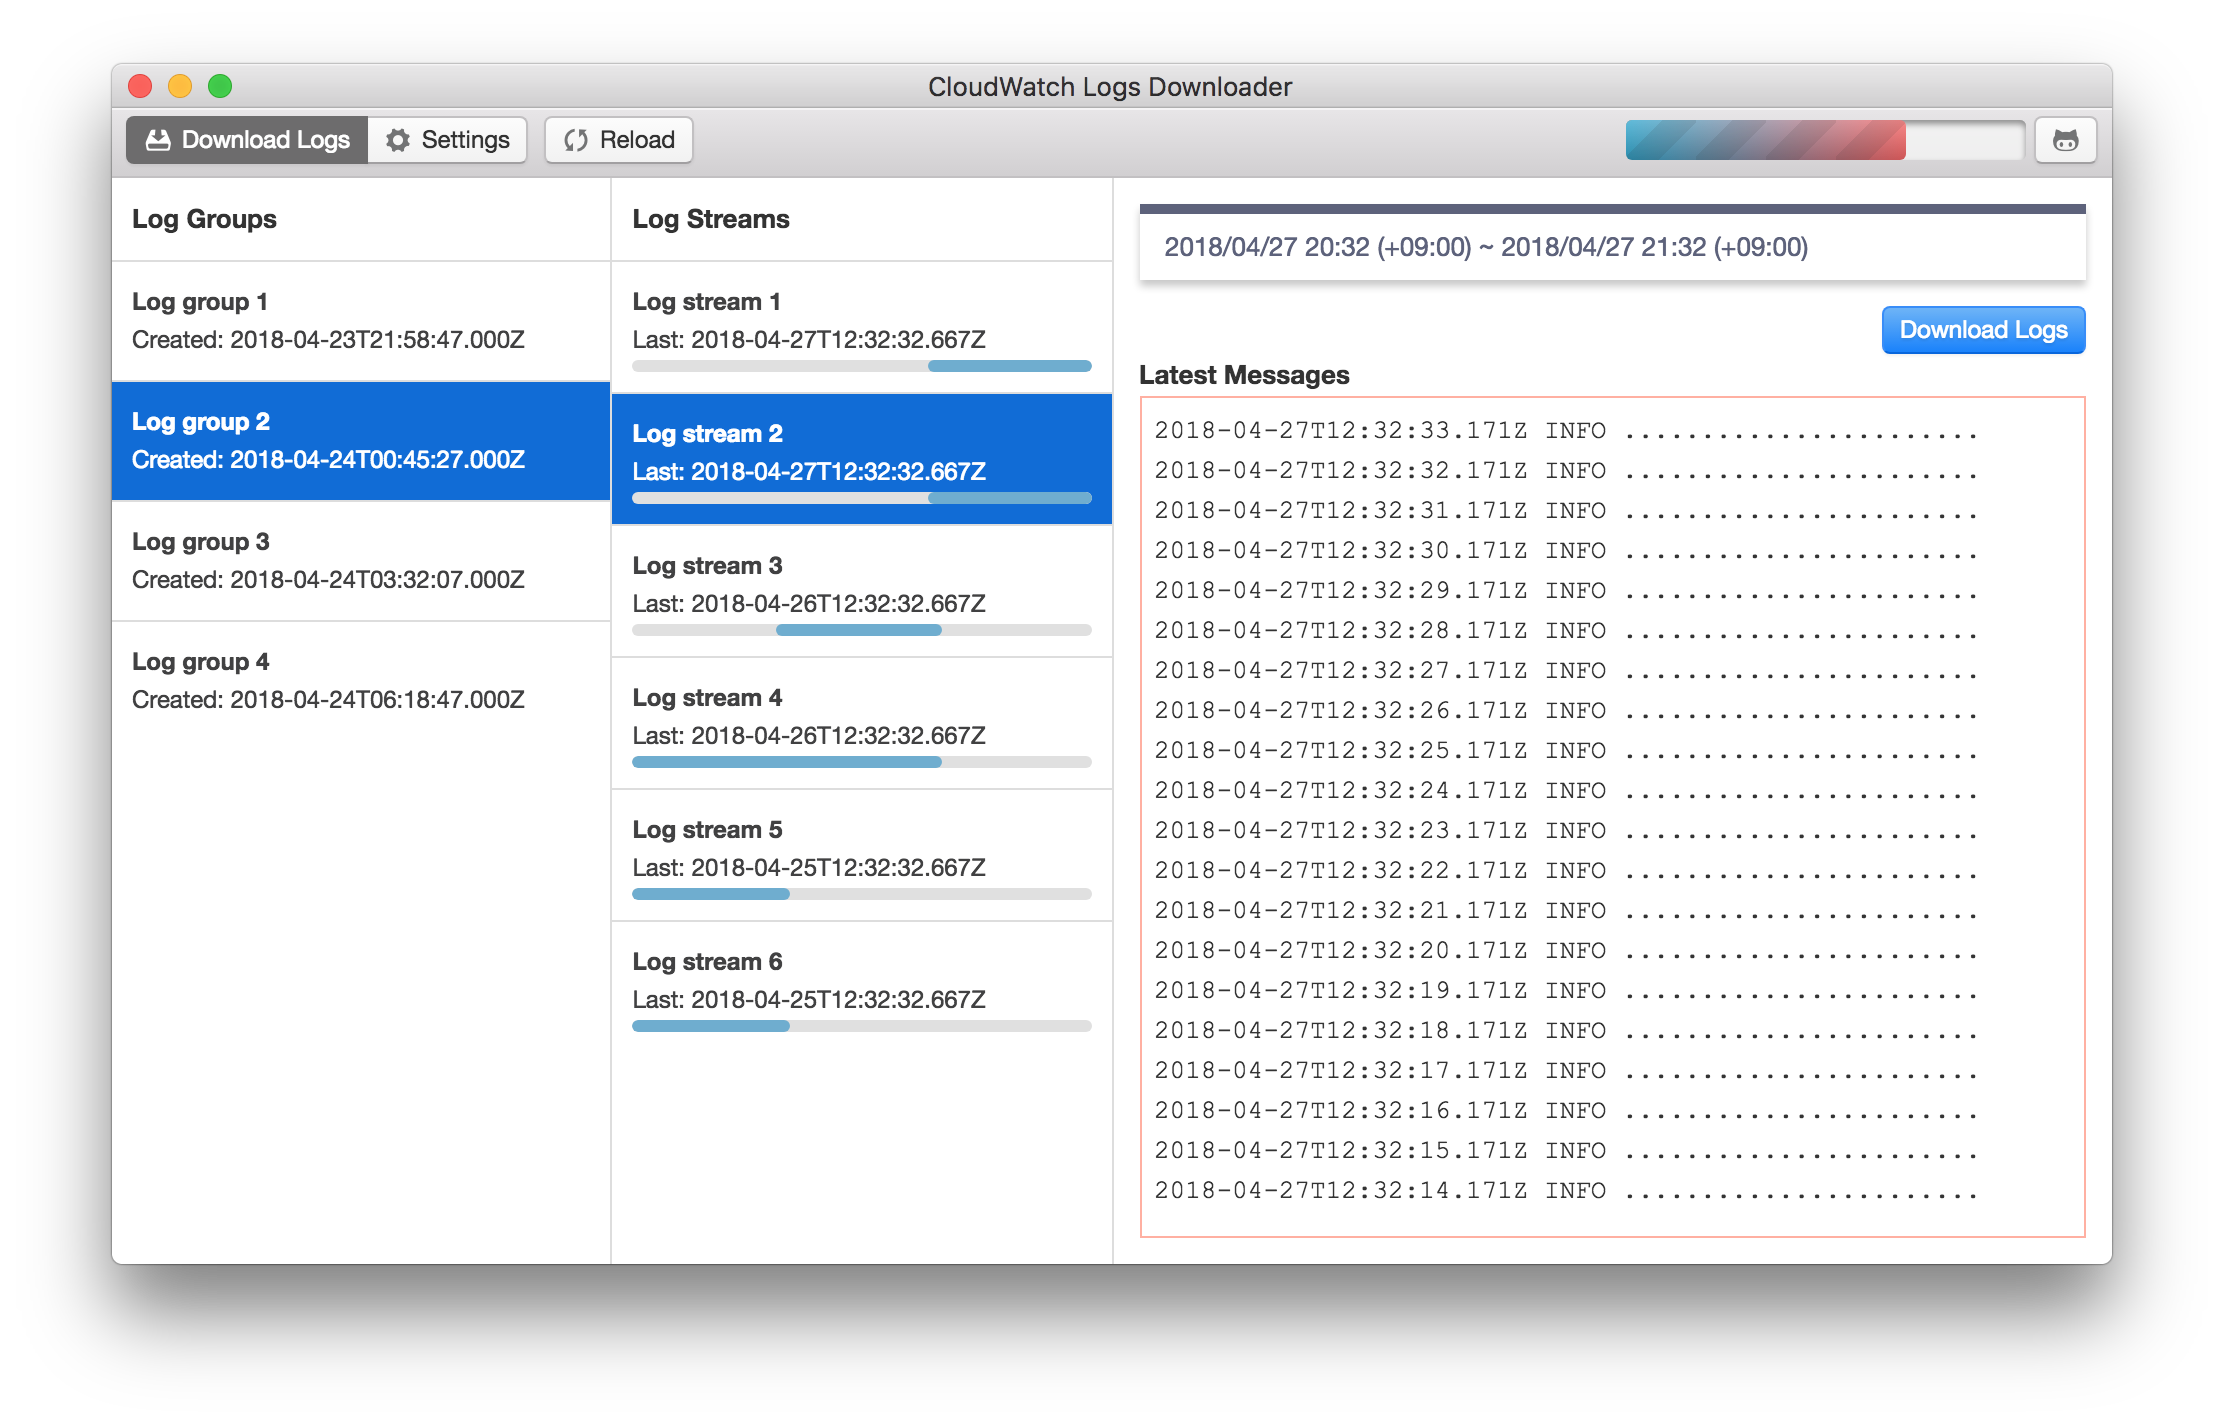 CloudWatch Logs Downloader
Download Logs
Settings
Reload
Log Groups
Log group 1
Created: 2018-04-23T21:58:47.000Z
Log group 2
Created: 2018-04-24T00:45:27.000Z
Log group 3
Created: 2018-04-24T03:32:07.000Z
Log group 4
Created: 2018-04-24T06:18:47.000Z
Log Streams
Log stream 1
Last: 2018-04-27T12:32:32.667Z
Log stream 2
Last: 2018-04-27T12:32:32.667Z
Log stream 3
Last: 2018-04-26T12:32:32.667Z
Log stream 4
Last: 2018-04-26T12:32:32.667Z
Log stream 5
Last: 2018-04-25T12:32:32.667Z
Log stream 6
Last: 2018-04-25T12:32:32.667Z
2018/04/27 20:32 (+09:00) ~ 2018/04/27 21:32 (+09:00)
Download Logs
Latest Messages
2018-04-27T12:32:33.171Z INFO .......................
2018-04-27T12:32:32.171Z INFO .......................
2018-04-27T12:32:31.171Z INFO .......................
2018-04-27T12:32:30.171Z INFO .......................
2018-04-27T12:32:29.171Z INFO .......................
2018-04-27T12:32:28.171Z INFO .......................
2018-04-27T12:32:27.171Z INFO .......................
2018-04-27T12:32:26.171Z INFO .......................
2018-04-27T12:32:25.171Z INFO .......................
2018-04-27T12:32:24.171Z INFO .......................
2018-04-27T12:32:23.171Z INFO .......................
2018-04-27T12:32:22.171Z INFO .......................
2018-04-27T12:32:21.171Z INFO .......................
2018-04-27T12:32:20.171Z INFO .......................
2018-04-27T12:32:19.171Z INFO .......................
2018-04-27T12:32:18.171Z INFO .......................
2018-04-27T12:32:17.171Z INFO .......................
2018-04-27T12:32:16.171Z INFO .......................
2018-04-27T12:32:15.171Z INFO .......................
2018-04-27T12:32:14.171Z INFO .......................